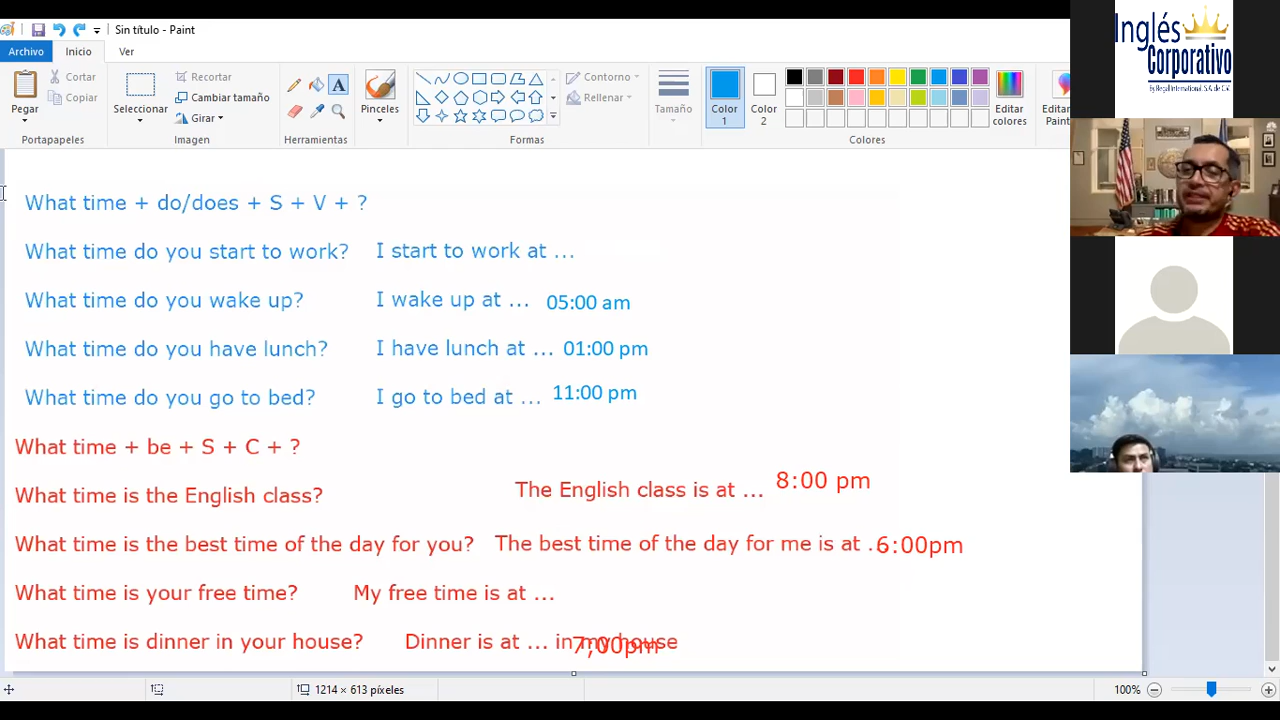 Sin título - Paint
Archivo Inicio Ver
Pegar
Cortar
Copiar
Portapapeles
Seleccionar
Recortar
Cambiar tamaño
Girar
Imagen
A
Herramientas
Pinceles
Contorno
Rellenar
Formas
Tamaño
Color 1
Color 2
Editar colores
Colores
Editar
Paint
Inglés
Corporativo
What time + do/does + S + V + ?
What time do you start to work? I start to work at ...
What time do you wake up? I wake up at ... 05:00 am
What time do you have lunch? I have lunch at ... 01:00 pm
What time do you go to bed? I go to bed at ... 11:00 pm
What time + be + S + C + ?
What time is the English class? The English class is at ... 8:00 pm
What time is the best time of the day for you? The best time of the day for me is at ... 6:00pm
What time is your free time? My free time is at ...
What time is dinner in your house? Dinner is at ... in my house 7;00pm
1214 × 613 píxeles
100%